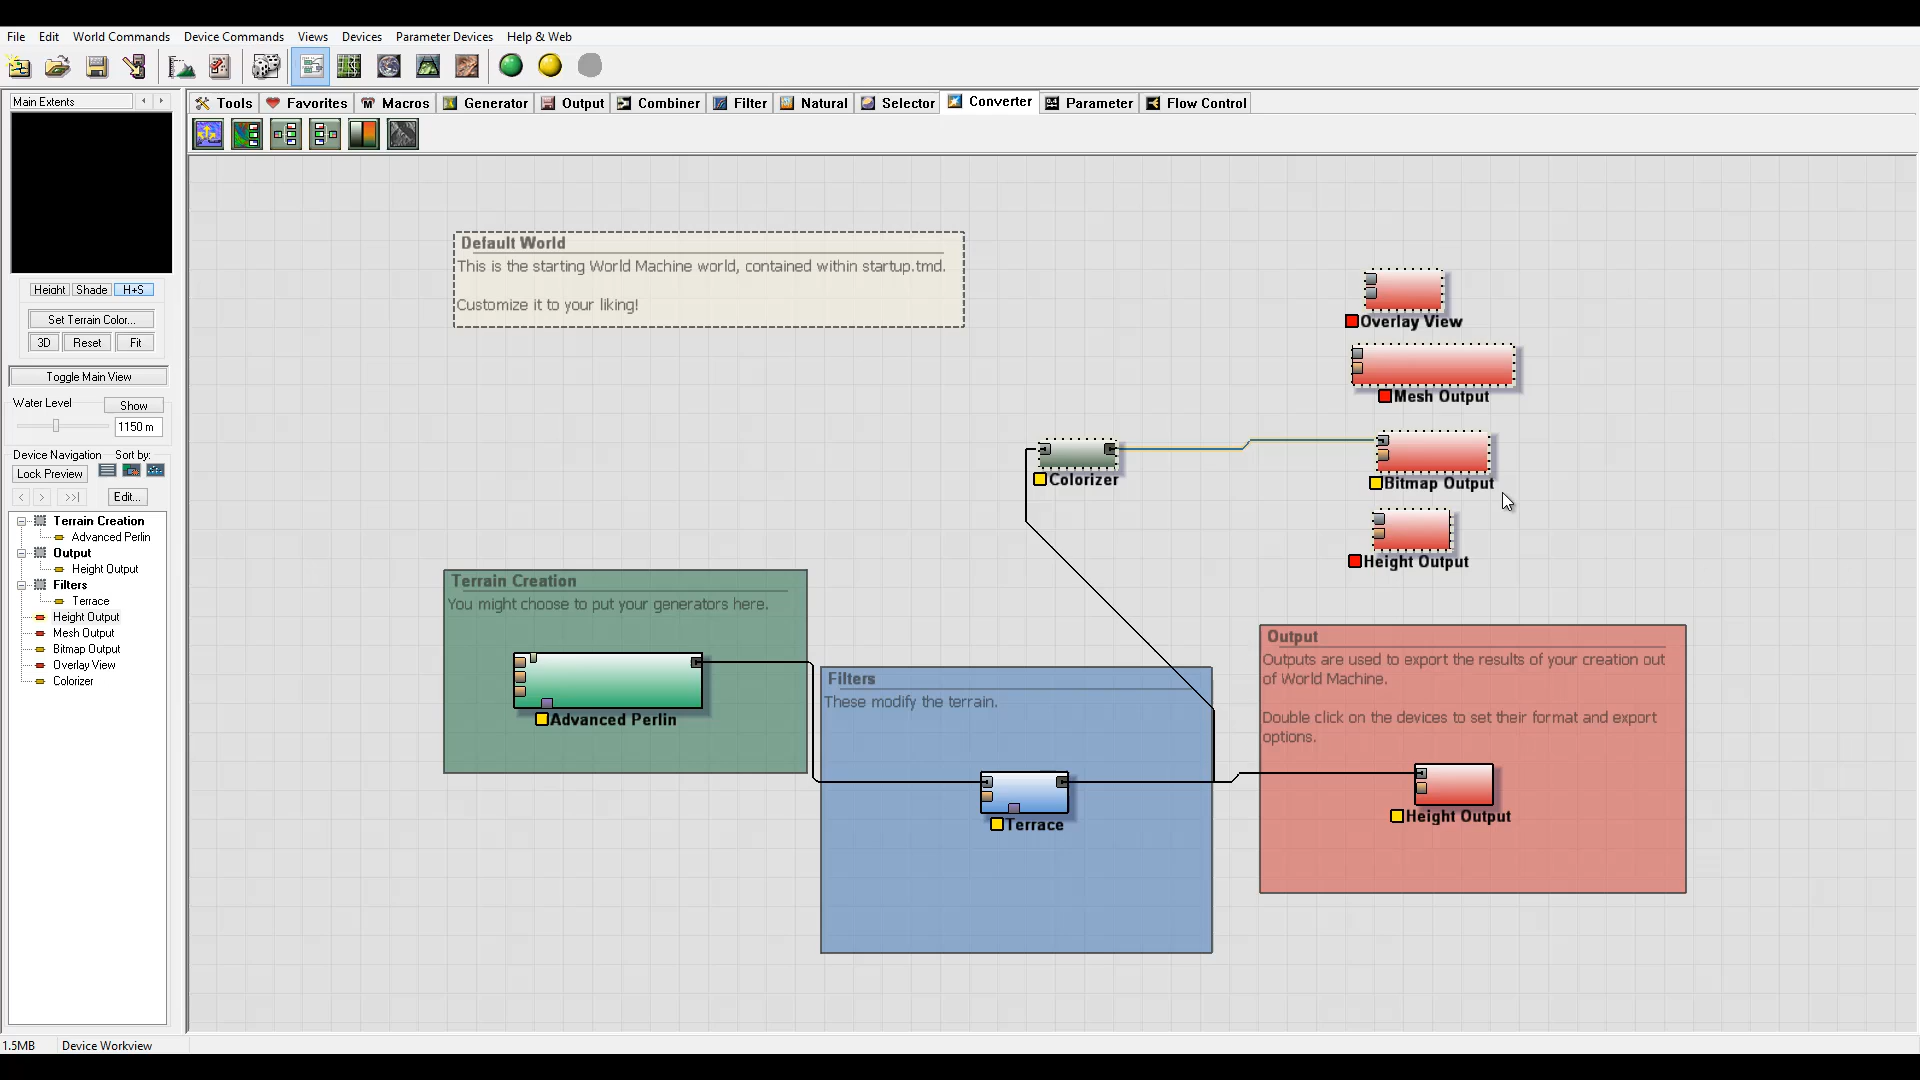 File Edit World Commands Device Commands Views Devices Parameter Devices Help & Web
Main Extents
Tools Favorites Macros Generator Output Combiner Filter Natural Selector Converter Parameter Flow Control
Height Shade H+S
Set Terrain Color...
3D Reset Fit
Toggle Main View
Water Level Show
1150 m
Device Navigation Sort by:
Lock Preview
< > >>| Edit...
Terrain Creation
Advanced Perlin
Output
Height Output
Filters
Terrace
Height Output
Mesh Output
Bitmap Output
Overlay View
Colorizer
Default World
This is the starting World Machine world, contained within startup.tmd.
Customize it to your liking!
Overlay View
Mesh Output
Colorizer
Bitmap Output
Height Output
Terrain Creation
You might choose to put your generators here.
Advanced Perlin
Filters
These modify the terrain.
Terrace
Output
Outputs are used to export the results of your creation out
of World Machine.
Double click on the devices to set their format and export
options.
Height Output
1.5MB Device Workview